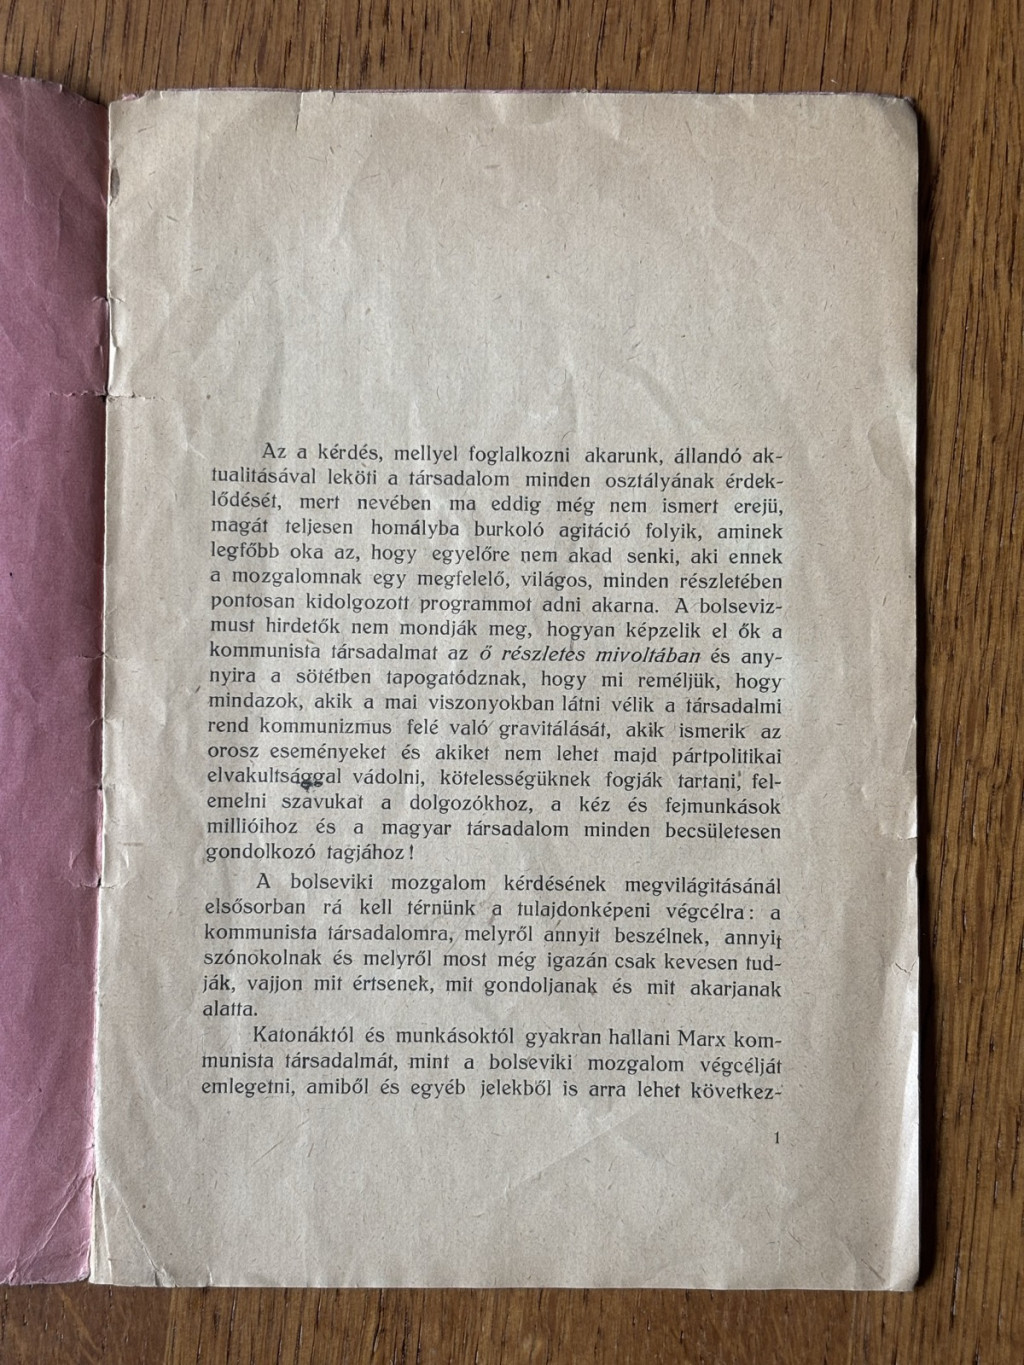 Az a kérdés, mellyel foglalkozni akarunk, állandó ak-
tualitásával leköti a társadalom minden osztályának érdek-
lődését, mert nevében ma eddig még nem ismert erejü,
magát teljesen homályba burkoló agitáció folyik, aminek
legfőbb oka az, hogy egyelőre nem akad senki, aki ennek
a mozgalomnak egy megfelelő, világos, minden részletében
pontosan kidolgozott programmot adni akarna. A bolseviz-
must hirdetők nem mondják meg, hogyan képzelik el ők a
kommunista társadalmat az ő részletes mivoltában és any-
nyira a sötétben tapogatódznak, hogy mi reméljük, hogy
mindazok, akik a mai viszonyokban látni vélik a társadalmi
rend kommunizmus felé való gravitálását, akik ismerik az
orosz eseményeket és akiket nem lehet majd pártpolitikai
elvakultsággal vádolni, kötelességüknek fogják tartani, fel-
emelni szavukat a dolgozókhoz, a kéz és fejmunkások
millióihoz és a magyar társadalom minden becsületesen
gondolkozó tagjához!
A bolseviki mozgalom kérdésének megvilágitásánál
elsősorban rá kell térnünk a tulajdonképeni végcélra: a
kommunista társadalomra, melyről annyit beszélnek, annyit
szónokolnak és melyről most még igazán csak kevesen tud-
ják, vajjon mit értsenek, mit gondoljanak és mit akarjanak
alatta.
Katonáktól és munkásoktól gyakran hallani Marx kom-
munista társadalmát, mint a bolseviki mozgalom végcélját
emlegetni, amiből és egyéb jelekből is arra lehet következ-
1